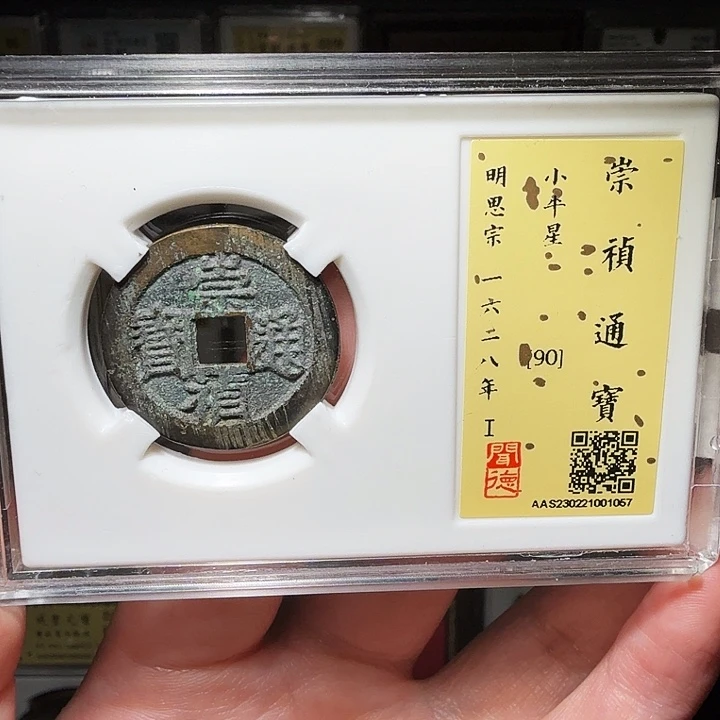 崇禎通寶
崇禎通寶
小平星
[90]
明思宗 一六二八年 I
聞德
AAS230221001057